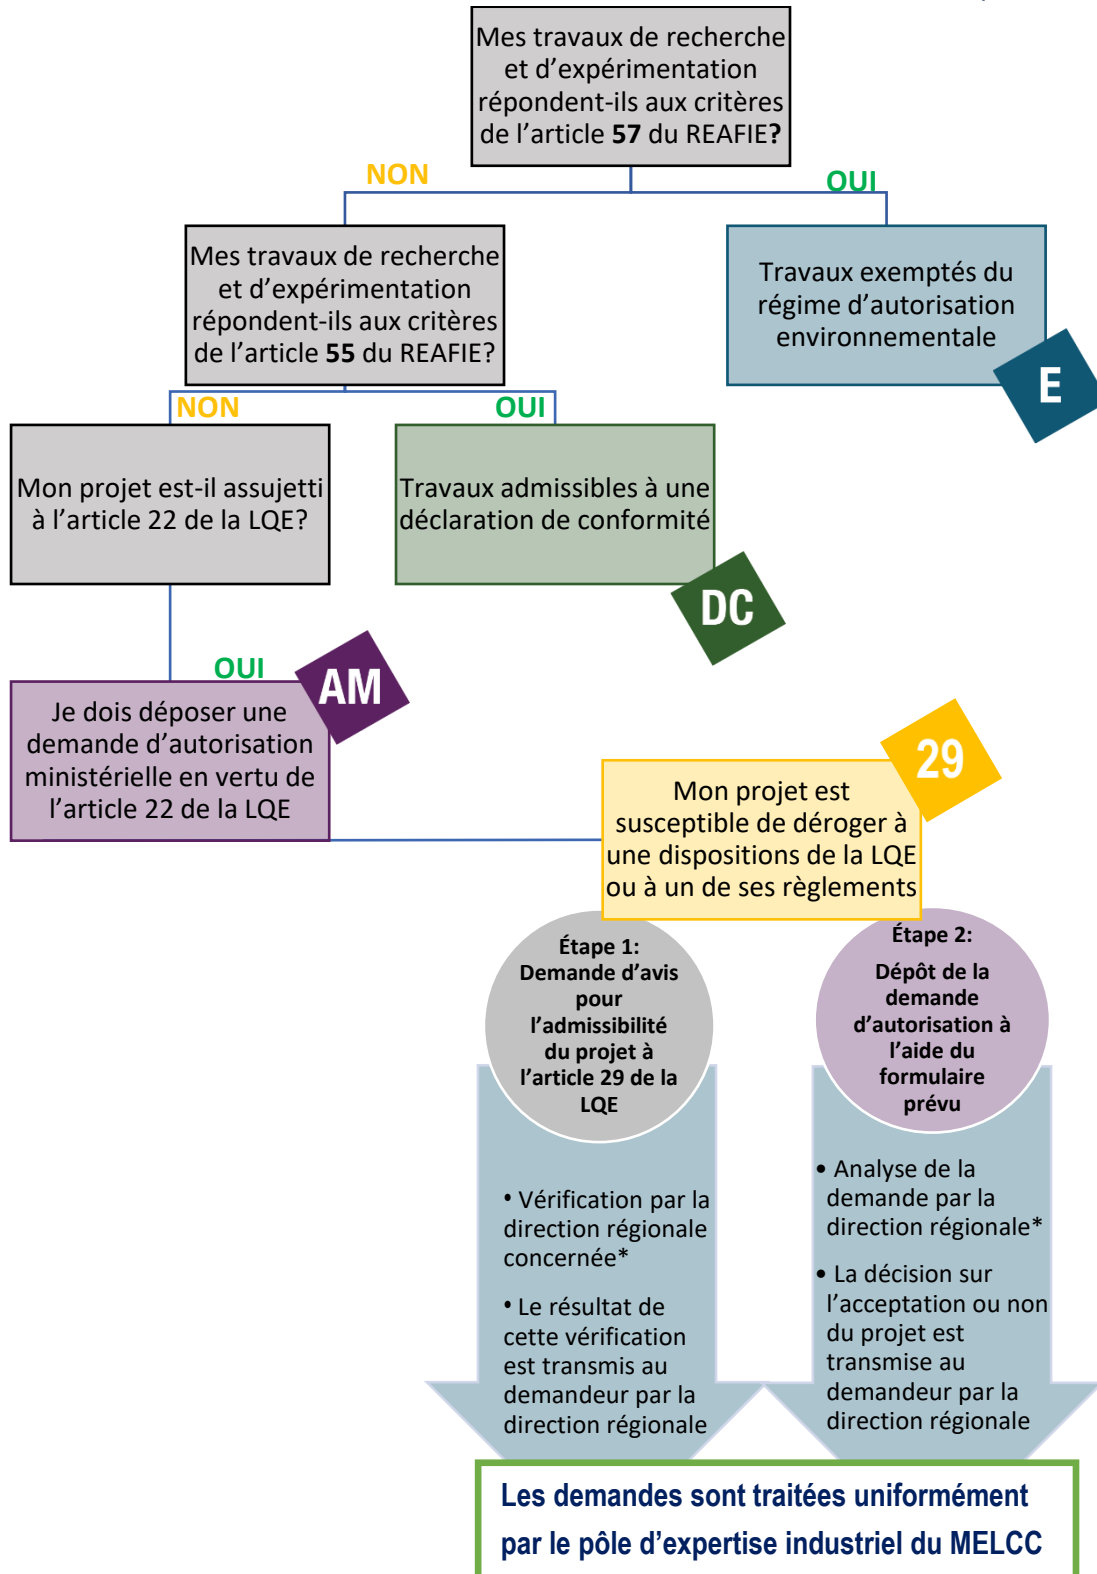 Mes travaux de recherche
et d’expérimentation
répondent-ils aux critères
de l’article 57 du REAFIE?
NON
OUI
Mes travaux de recherche
et d’expérimentation
répondent-ils aux critères
de l’article 55 du REAFIE?
Travaux exemptés du
régime d’autorisation
environnementale
E
NON
OUI
Mon projet est-il assujetti
à l’article 22 de la LQE?
Travaux admissibles à une
déclaration de conformité
DC
OUI
AM
Je dois déposer une
demande d’autorisation
ministérielle en vertu de
l’article 22 de la LQE
29
Mon projet est
susceptible de déroger à
une dispositions de la LQE
ou à un de ses règlements
Étape 1:
Demande d’avis
pour
l’admissibilité
du projet à
l’article 29 de la
LQE
• Vérification par la
direction régionale
concernée*
• Le résultat de
cette vérification
est transmis au
demandeur par la
direction régionale
Étape 2:
Dépôt de la
demande
d’autorisation à
l’aide du
formulaire
prévu
• Analyse de la
demande par la
direction régionale*
• La décision sur
l’acceptation ou non
du projet est
transmise au
demandeur par la
direction régionale
Les demandes sont traitées uniformément
par le pôle d’expertise industriel du MELCC